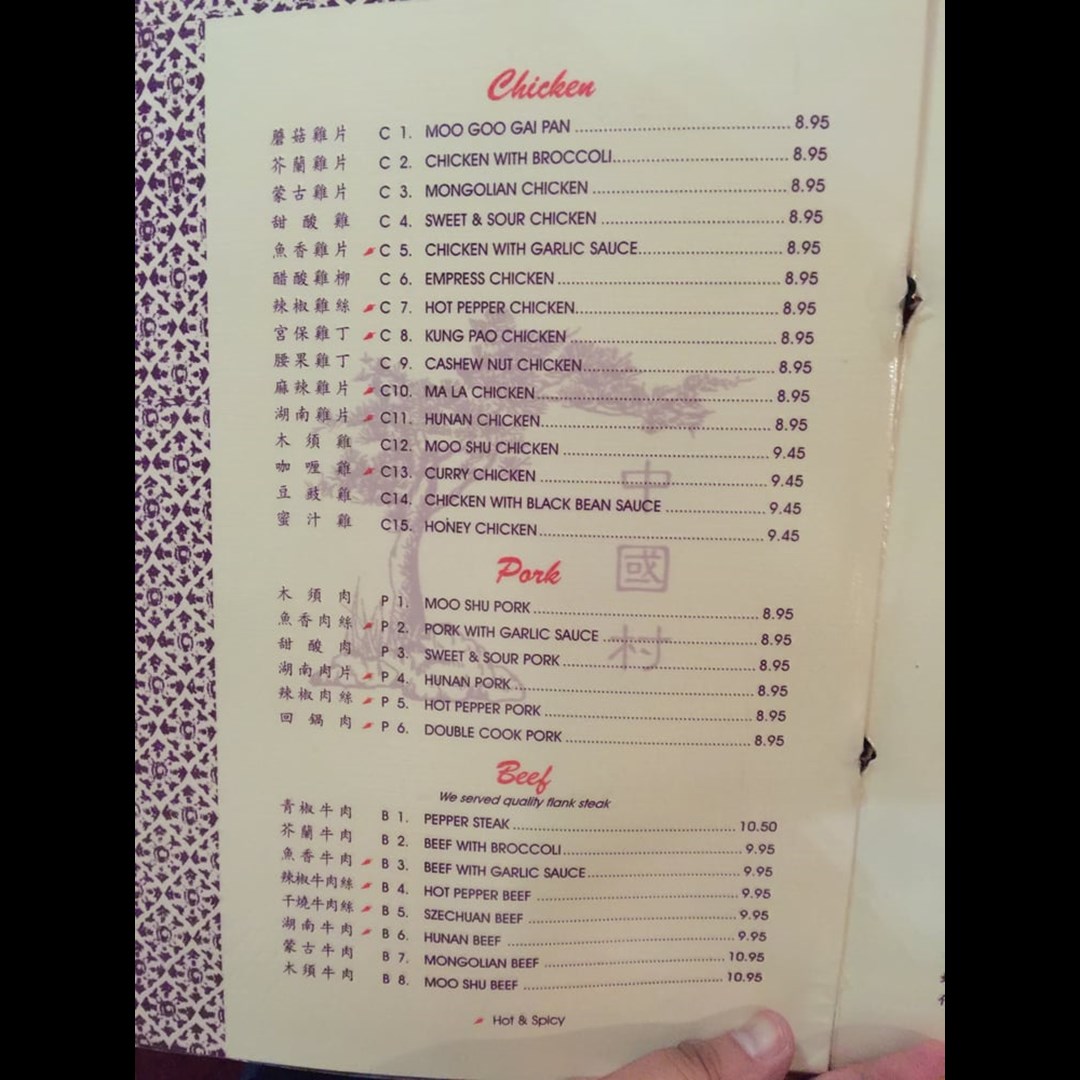 Chicken
蘑菇雞片 C 1. MOO GOO GAI PAN 8.95
芥蘭雞片 C 2. CHICKEN WITH BROCCOLI 8.95
蒙古雞片 C 3. MONGOLIAN CHICKEN 8.95
甜酸雞 C 4. SWEET & SOUR CHICKEN 8.95
魚香雞片 C 5. CHICKEN WITH GARLIC SAUCE 8.95
醋酸雞柳 C 6. EMPRESS CHICKEN 8.95
辣椒雞絲 C 7. HOT PEPPER CHICKEN 8.95
宮保雞丁 C 8. KUNG PAO CHICKEN 8.95
腰果雞丁 C 9. CASHEW NUT CHICKEN 8.95
麻辣雞片 C10. MA LA CHICKEN 8.95
湖南雞片 C11. HUNAN CHICKEN 8.95
木須雞 C12. MOO SHU CHICKEN 9.45
咖喱雞 C13. CURRY CHICKEN 9.45
豆豉雞 C14. CHICKEN WITH BLACK BEAN SAUCE 9.45
蜜汁雞 C15. HONEY CHICKEN 9.45
中國村
Pork
木須肉 P 1. MOO SHU PORK 8.95
魚香肉絲 P 2. PORK WITH GARLIC SAUCE 8.95
甜酸肉 P 3. SWEET & SOUR PORK 8.95
湖南肉片 P 4. HUNAN PORK 8.95
辣椒肉絲 P 5. HOT PEPPER PORK 8.95
回鍋肉 P 6. DOUBLE COOK PORK 8.95
Beef
We served quality flank steak
青椒牛肉 B 1. PEPPER STEAK 10.50
芥蘭牛肉 B 2. BEEF WITH BROCCOLI 9.95
魚香牛肉 B 3. BEEF WITH GARLIC SAUCE 9.95
辣椒牛肉絲 B 4. HOT PEPPER BEEF 9.95
干燒牛肉絲 B 5. SZECHUAN BEEF 9.95
湖南牛肉 B 6. HUNAN BEEF 9.95
蒙古牛肉 B 7. MONGOLIAN BEEF 10.95
木須牛肉 B 8. MOO SHU BEEF 10.95
Hot & Spicy